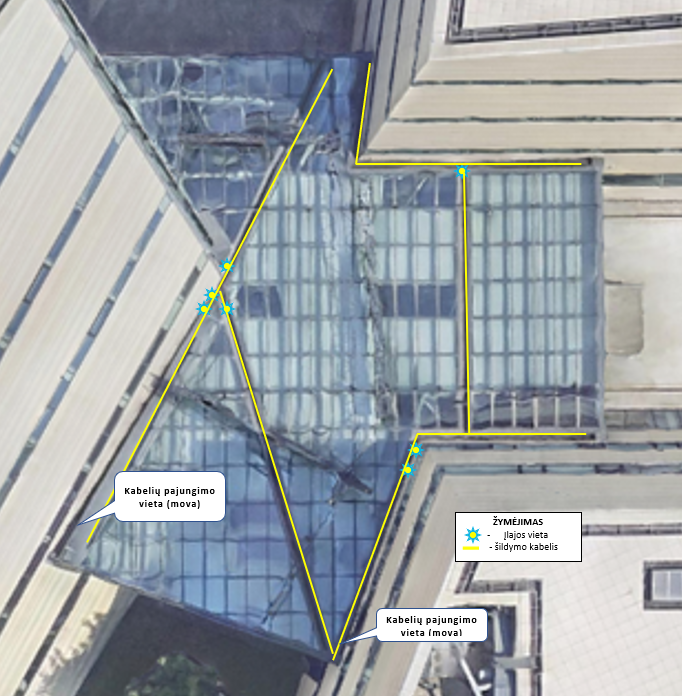 Kabelių pajungimo
vieta (mova)
ŽYMĖJIMAS
- Įlajos vieta
- šildymo kabelis
Kabelių pajungimo
vieta (mova)